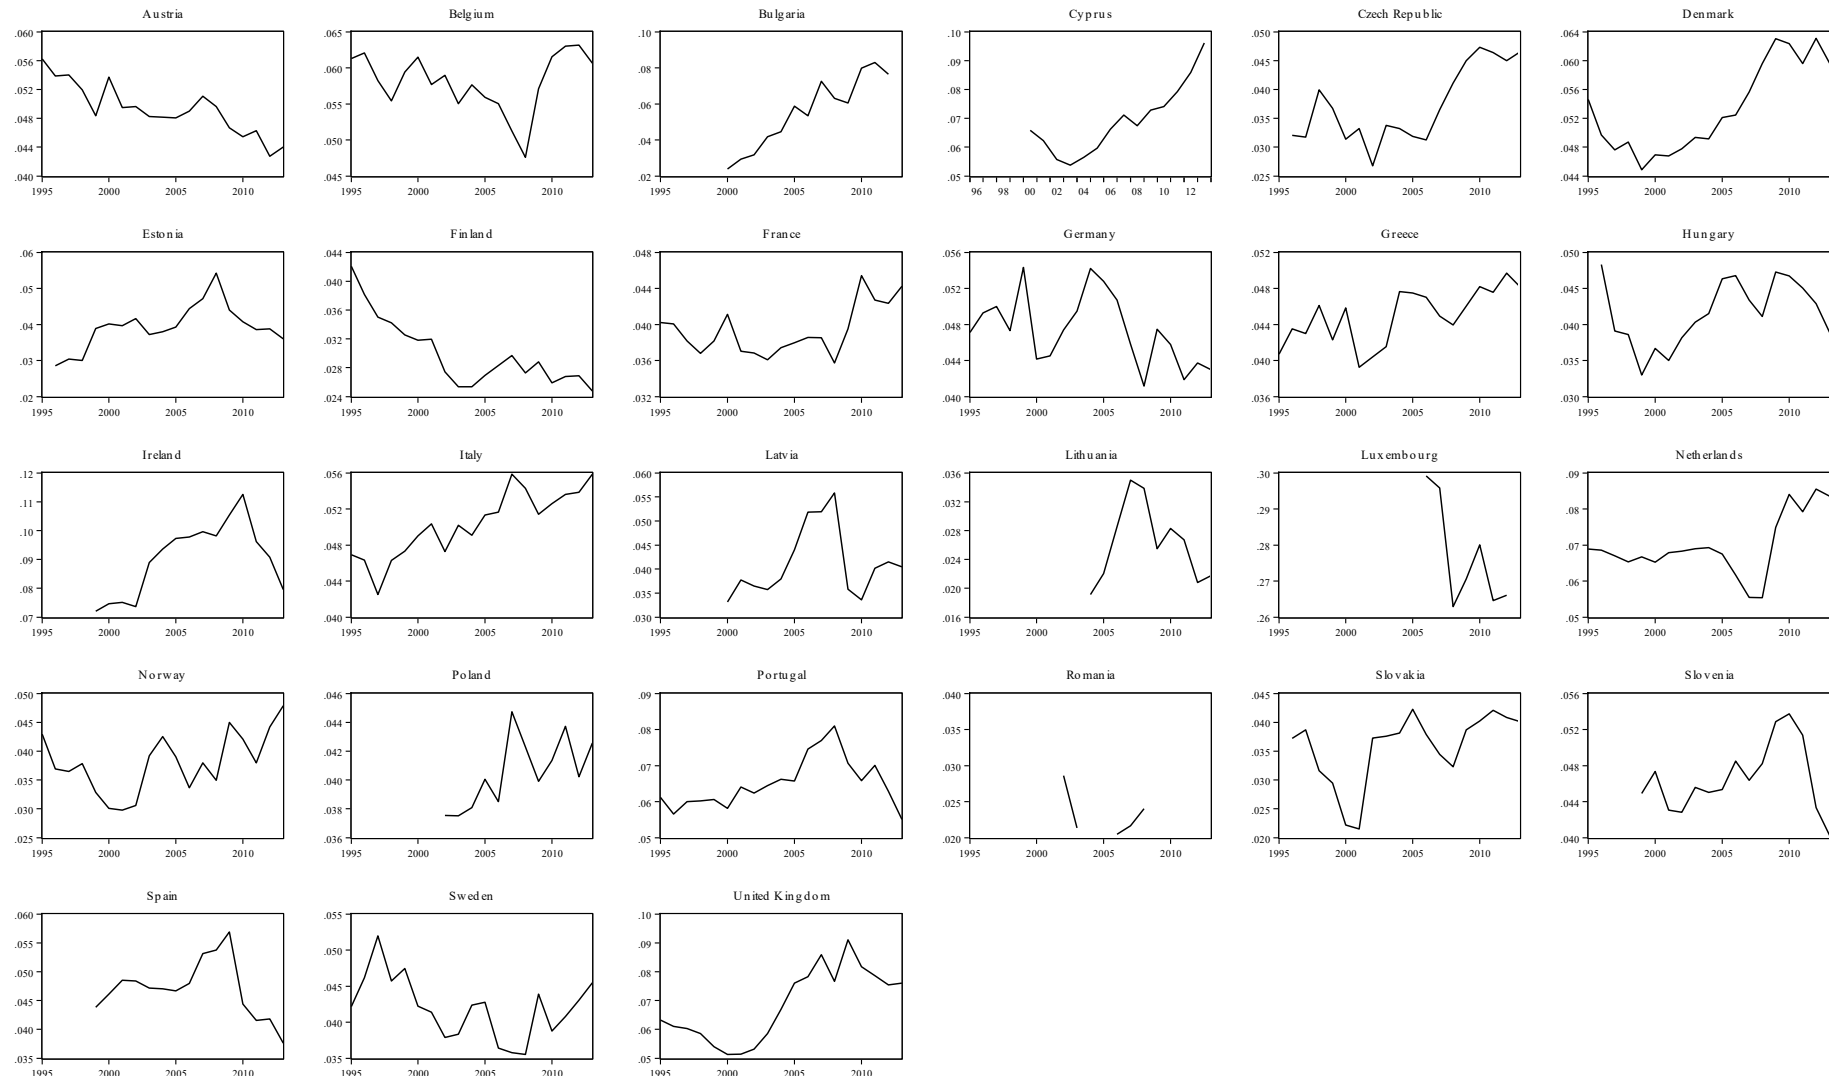 Austria
.060
.056
.052
.048
.044
.040
1995 2000 2005 2010
Belgium
.065
.060
.055
.050
.045
1995 2000 2005 2010
Bulgaria
.10
.08
.06
.04
.02
1995 2000 2005 2010
Cyprus
.10
.09
.08
.07
.06
.05
96 98 00 02 04 06 08 10 12
Czech Republic
.050
.045
.040
.035
.030
.025
1995 2000 2005 2010
Denmark
.064
.060
.056
.052
.048
.044
1995 2000 2005 2010
Estonia
.06
.05
.04
.03
.02
1995 2000 2005 2010
Finland
.044
.040
.036
.032
.028
.024
1995 2000 2005 2010
France
.048
.044
.040
.036
.032
1995 2000 2005 2010
Germany
.056
.052
.048
.044
.040
1995 2000 2005 2010
Greece
.052
.048
.044
.040
.036
1995 2000 2005 2010
Hungary
.050
.045
.040
.035
.030
1995 2000 2005 2010
Ireland
.12
.11
.10
.09
.08
.07
1995 2000 2005 2010
Italy
.056
.052
.048
.044
.040
1995 2000 2005 2010
Latvia
.060
.055
.050
.045
.040
.035
.030
1995 2000 2005 2010
Lithuania
.036
.032
.028
.024
.020
.016
1995 2000 2005 2010
Luxembourg
.30
.29
.28
.27
.26
1995 2000 2005 2010
Netherlands
.09
.08
.07
.06
.05
1995 2000 2005 2010
Norway
.050
.045
.040
.035
.030
.025
1995 2000 2005 2010
Poland
.046
.044
.042
.040
.038
.036
1995 2000 2005 2010
Portugal
.09
.08
.07
.06
.05
1995 2000 2005 2010
Romania
.040
.035
.030
.025
.020
1995 2000 2005 2010
Slovakia
.045
.040
.035
.030
.025
.020
1995 2000 2005 2010
Slovenia
.056
.052
.048
.044
.040
1995 2000 2005 2010
Spain
.060
.055
.050
.045
.040
.035
1995 2000 2005 2010
Sweden
.055
.050
.045
.040
.035
1995 2000 2005 2010
United Kingdom
.10
.09
.08
.07
.06
.05
1995 2000 2005 2010